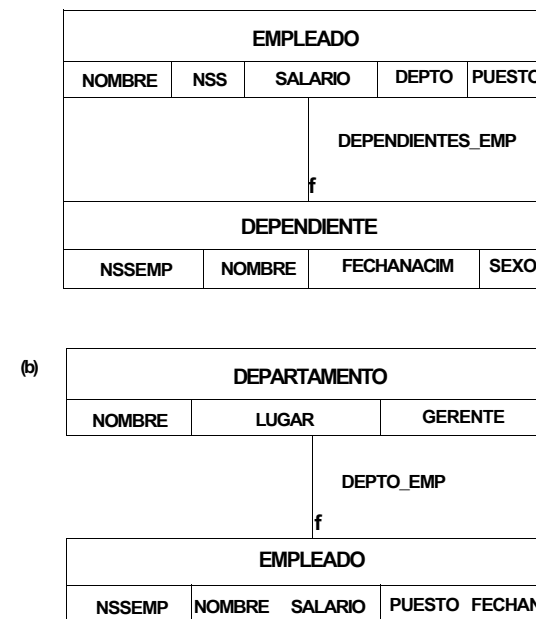 EMPLEADO
NOMBRE NSS SALARIO DEPTO PUESTO
DEPENDIENTES_EMP
f
DEPENDIENTE
NSSEMP NOMBRE FECHANACIM SEXO
(b)
DEPARTAMENTO
NOMBRE LUGAR GERENTE
DEPTO_EMP
f
EMPLEADO
NSSEMP NOMBRE SALARIO PUESTO FECHAN